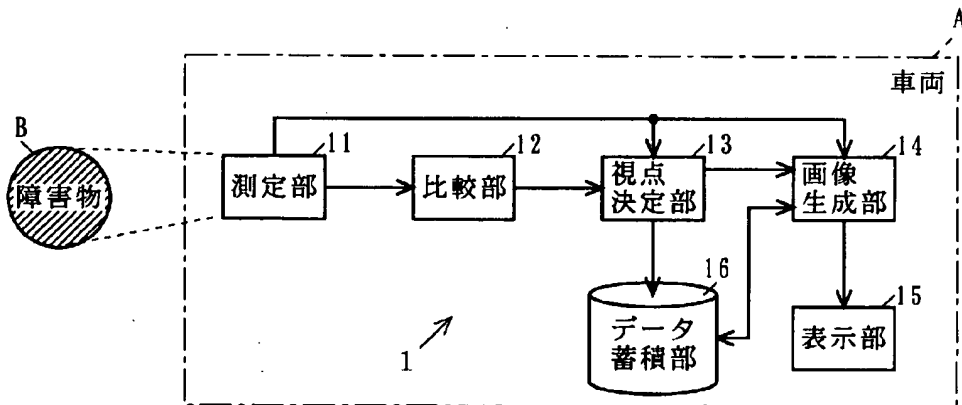 A
車両
B
障害物
11
測定部
12
比較部
13
視点
決定部
14
画像
生成部
16
データ
蓄積部
15
表示部
1